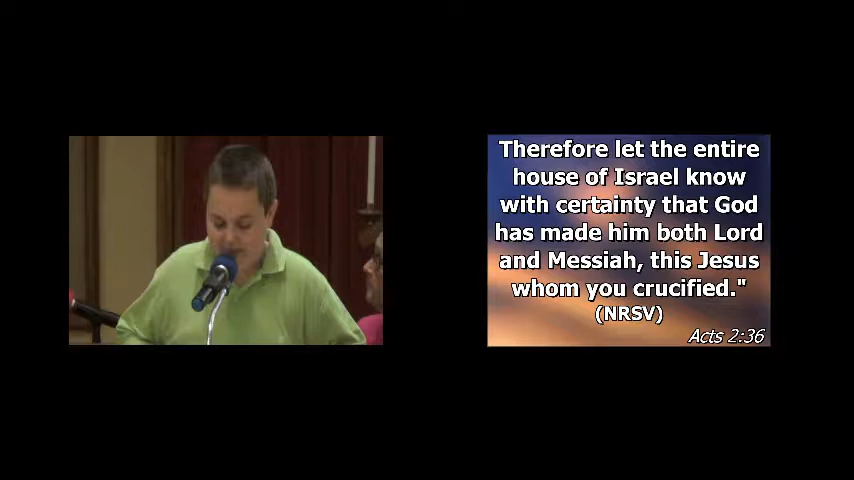 Therefore let the entire
house of Israel know
with certainty that God
has made him both Lord
and Messiah, this Jesus
whom you crucified."
(NRSV)
Acts 2:36